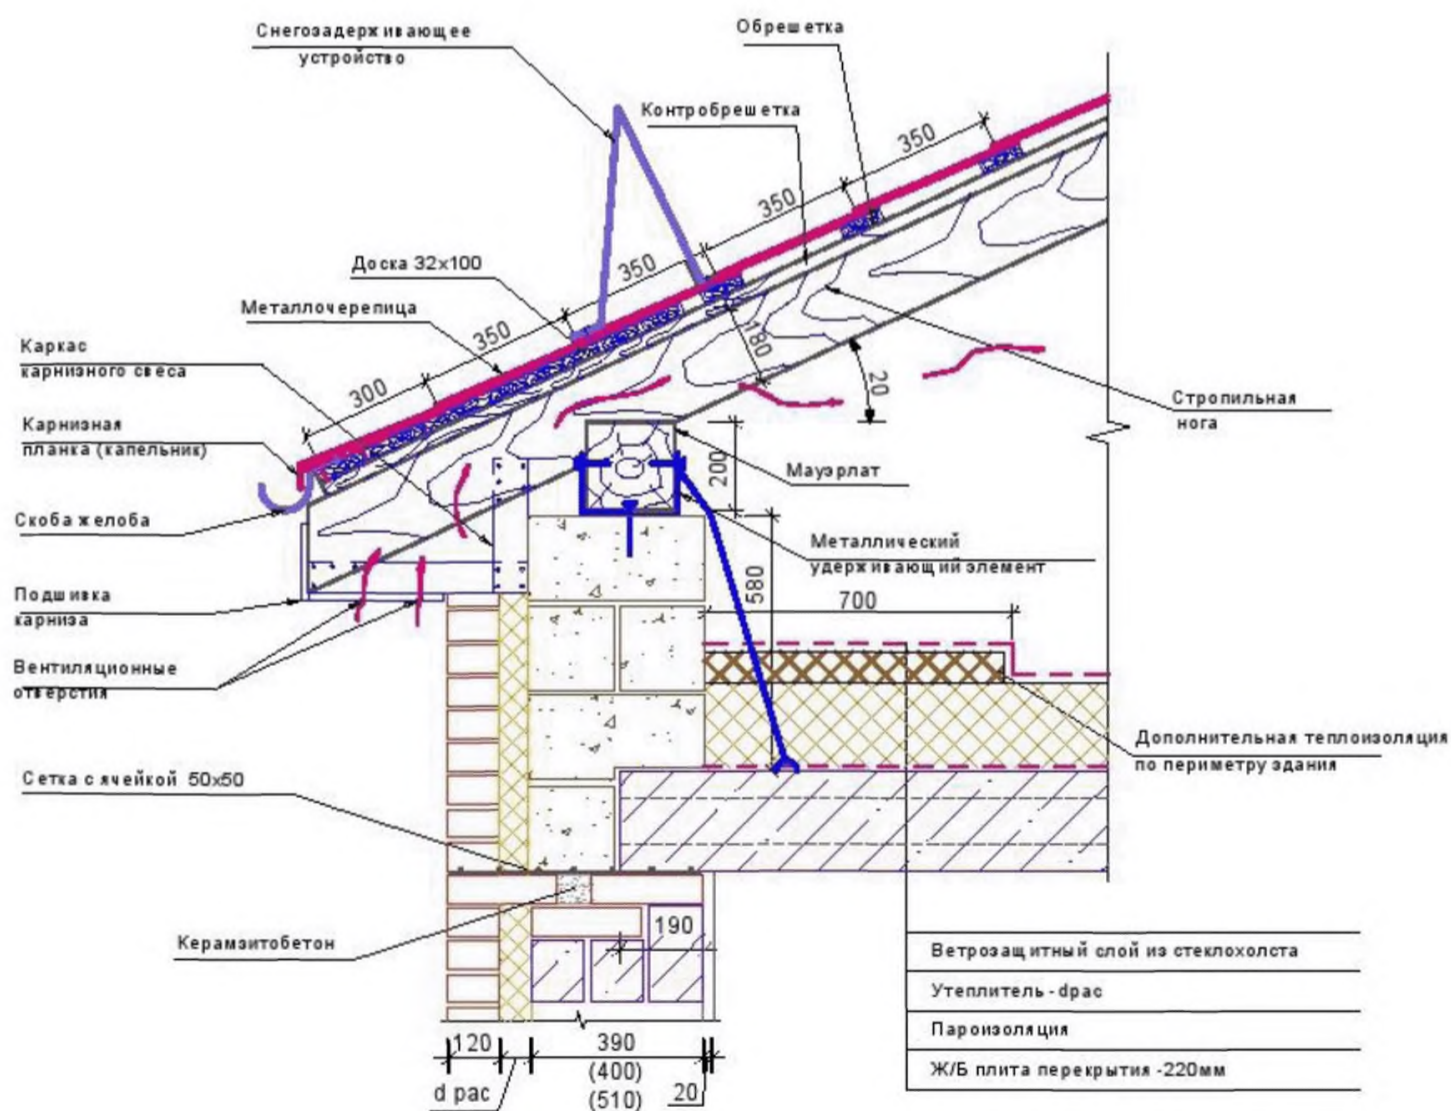 Снегозадерживающее
устройство
Обрешетка
Контробрешетка
350
350
350
350
300
Доска 32х100
Металлочерепица
Каркас
карнизного свеса
Карнизная
планка (капельник)
Скоба желоба
Подшивка
карниза
Вентиляционные
отверстия
Сетка с ячейкой 50х50
Керамзитобетон
180
20
Стропильная
нога
200
Мауэрлат
Металлический
удерживающий элемент
580
700
Дополнительная теплоизоляция
по периметру здания
190
Ветрозащитный слой из стеклохолста
Утеплитель - dрас
Пароизоляция
Ж/Б плита перекрытия -220мм
120
390
(400)
(510)
20
d рас